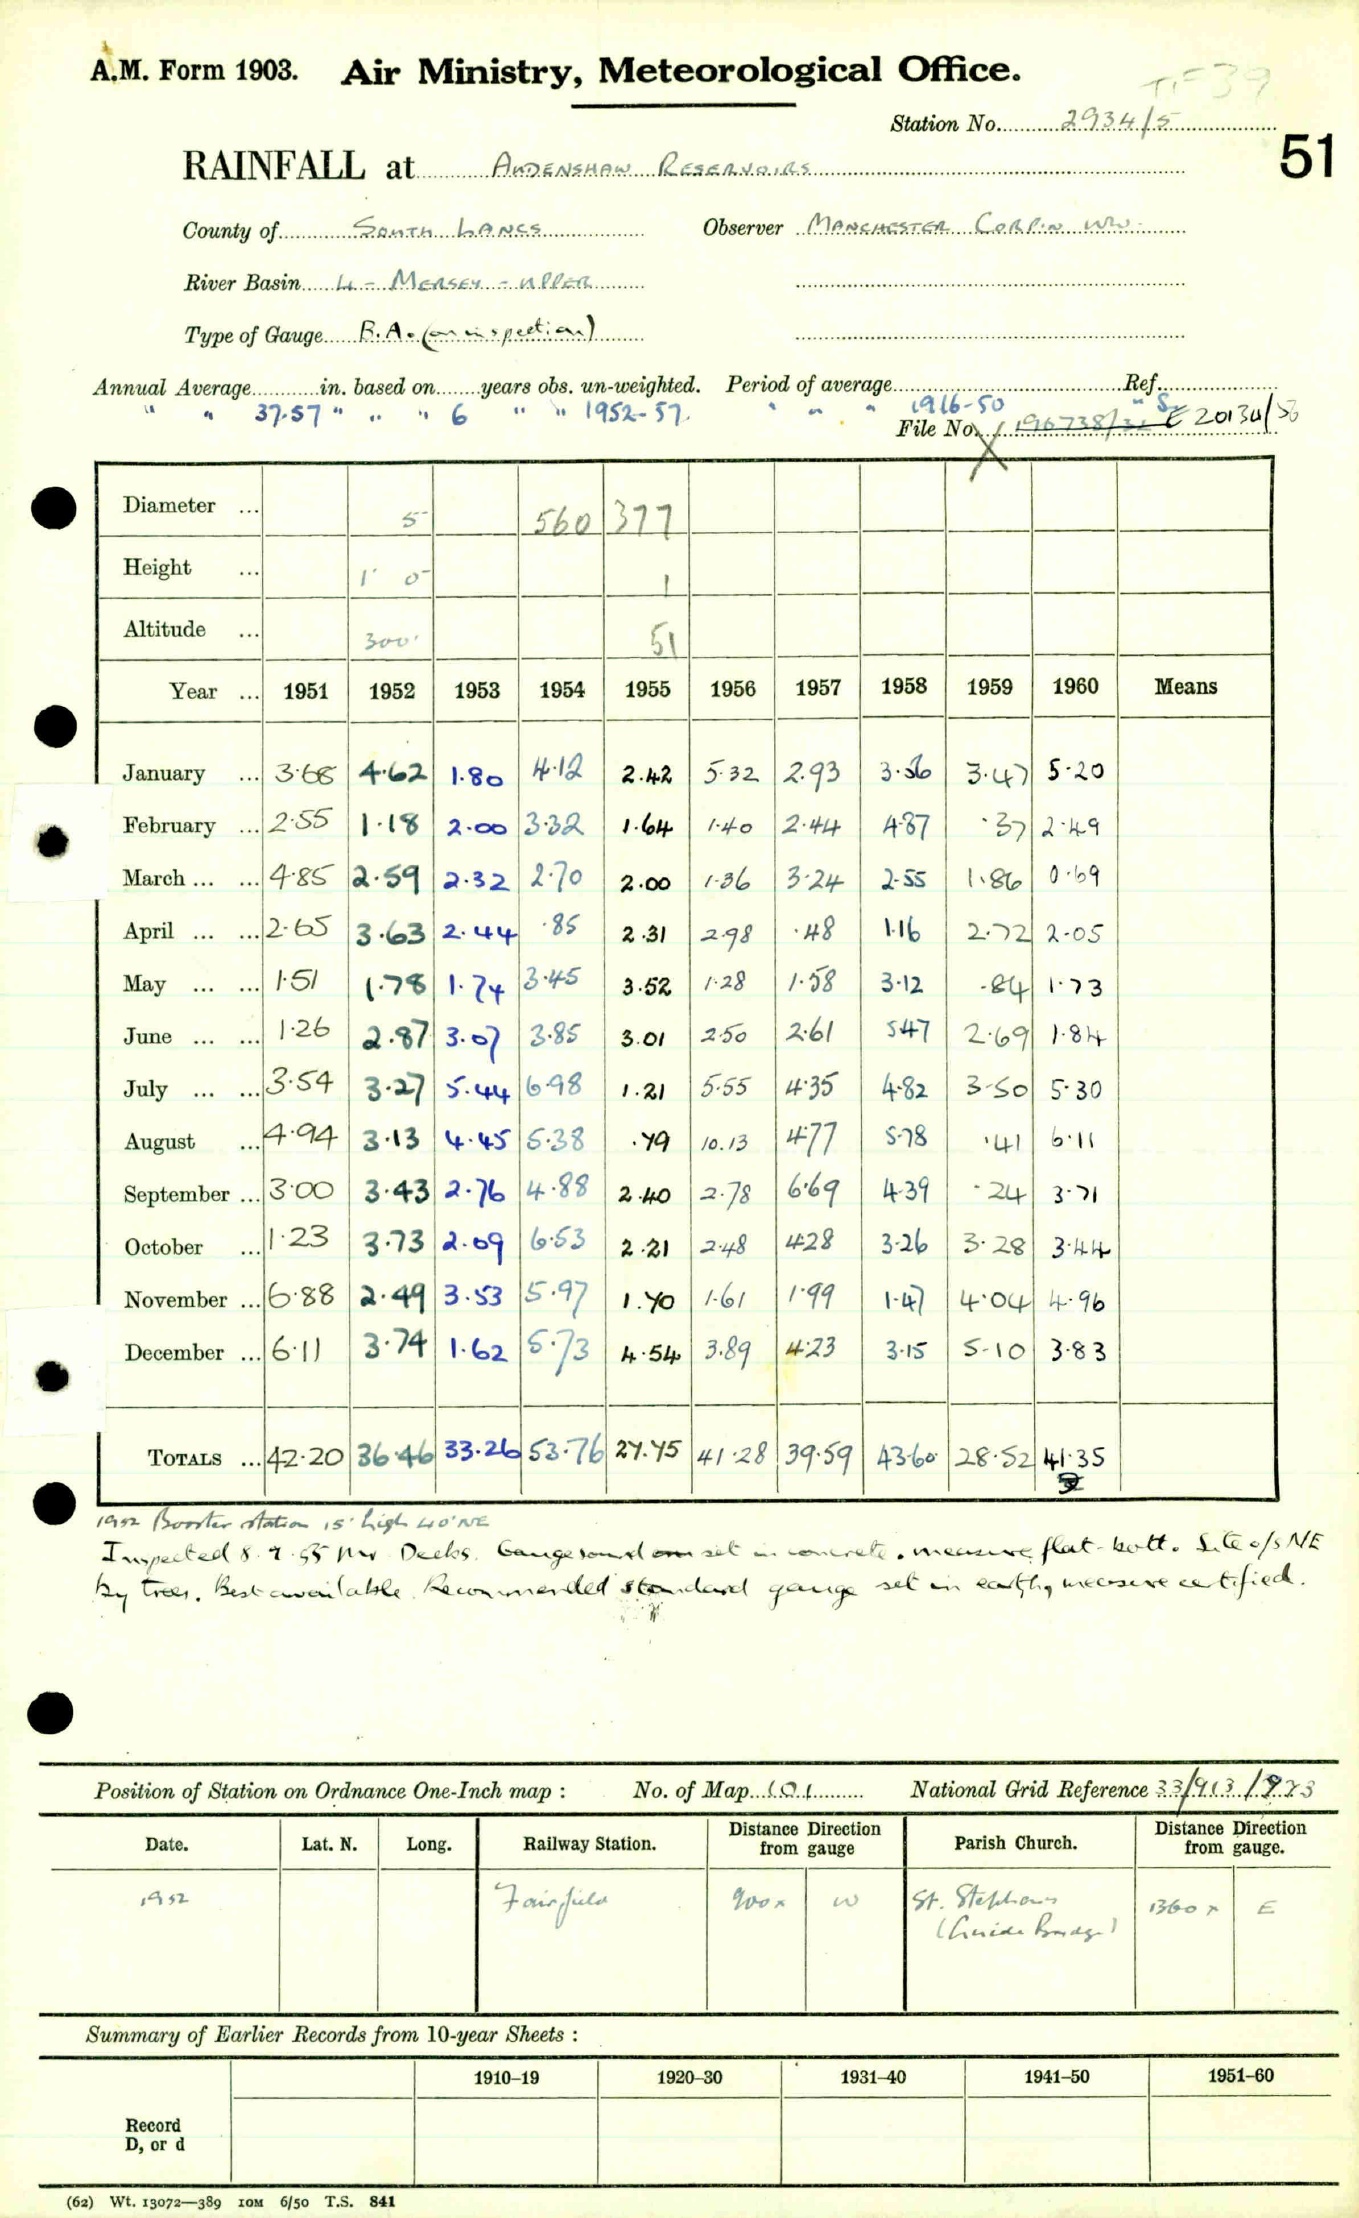 T.F 39
A.M. Form 1903. Air Ministry, Meteorological Office.
Station No. 2934/5
51
RAINFALL at AUDENSHAW RESERVOIRS
County of SOUTH LANCS Observer MANCHESTER CORP'N WW.
River Basin 4 - MERSEY - UPPER
Type of Gauge B.A. (on inspection)
Annual Average in. based on years obs. un-weighted. Period of average Ref.
" " 37.57 " " " 6 " " 1952-57. " " " 1916-50 " S
File No. 196738/32 E 20134/56
Diameter ... 5 560 377
Height ... 1' 0" 1
Altitude ... 300' 51
Year ... 1951 1952 1953 1954 1955 1956 1957 1958 1959 1960 Means
January ... 3.68 4.62 1.80 4.12 2.42 5.32 2.93 3.56 3.47 5.20
February ... 2.55 1.18 2.00 3.32 1.64 1.40 2.44 4.87 .37 2.49
March ... ... 4.85 2.59 2.32 2.70 2.00 1.36 3.24 2.55 1.86 0.69
April ... ... 2.65 3.63 2.44 .85 2.31 2.98 .48 1.16 2.72 2.05
May ... ... 1.51 1.78 1.74 3.45 3.52 1.28 1.58 3.12 .84 1.73
June ... ... 1.26 2.87 3.07 3.85 3.01 2.50 2.61 5.47 2.69 1.84
July ... ... 3.54 3.27 5.44 6.98 1.21 5.55 4.35 4.82 3.50 5.30
August ... 4.94 3.13 4.45 5.38 .79 10.13 4.77 5.78 .41 6.11
September ... 3.00 3.43 2.76 4.88 2.40 2.78 6.69 4.39 .24 3.71
October ... 1.23 3.73 2.09 6.53 2.21 2.48 4.28 3.26 3.28 3.44
November ... 6.88 2.49 3.53 5.97 1.70 1.61 1.99 1.47 4.04 4.96
December ... 6.11 3.74 1.62 5.73 4.54 3.89 4.23 3.15 5.10 3.83
TOTALS ... 42.20 36.46 33.26 53.76 27.75 41.28 39.59 43.60 28.52 41.35
1952 Booster station 15' high 40' NE
Inspected 8.9.55 Mr Decks. Gauge sound set in concrete. measure flat-bott. Site o/s NE
by trees. Best available. Recommended standard gauge set in earth, measure certified.
Position of Station on Ordnance One-Inch map : No. of Map 101 National Grid Reference 33/913/973
Date. Lat. N. Long. Railway Station. Distance from Direction gauge Parish Church. Distance from Direction gauge.
1952 Fairfield 900x W St. Stephens (Guide Bridge) 1360x E
Summary of Earlier Records from 10-year Sheets :
1910–19 1920–30 1931–40 1941–50 1951–60
Record
D, or d
(62) Wt. 13072—389 10M 6/50 T.S. 841